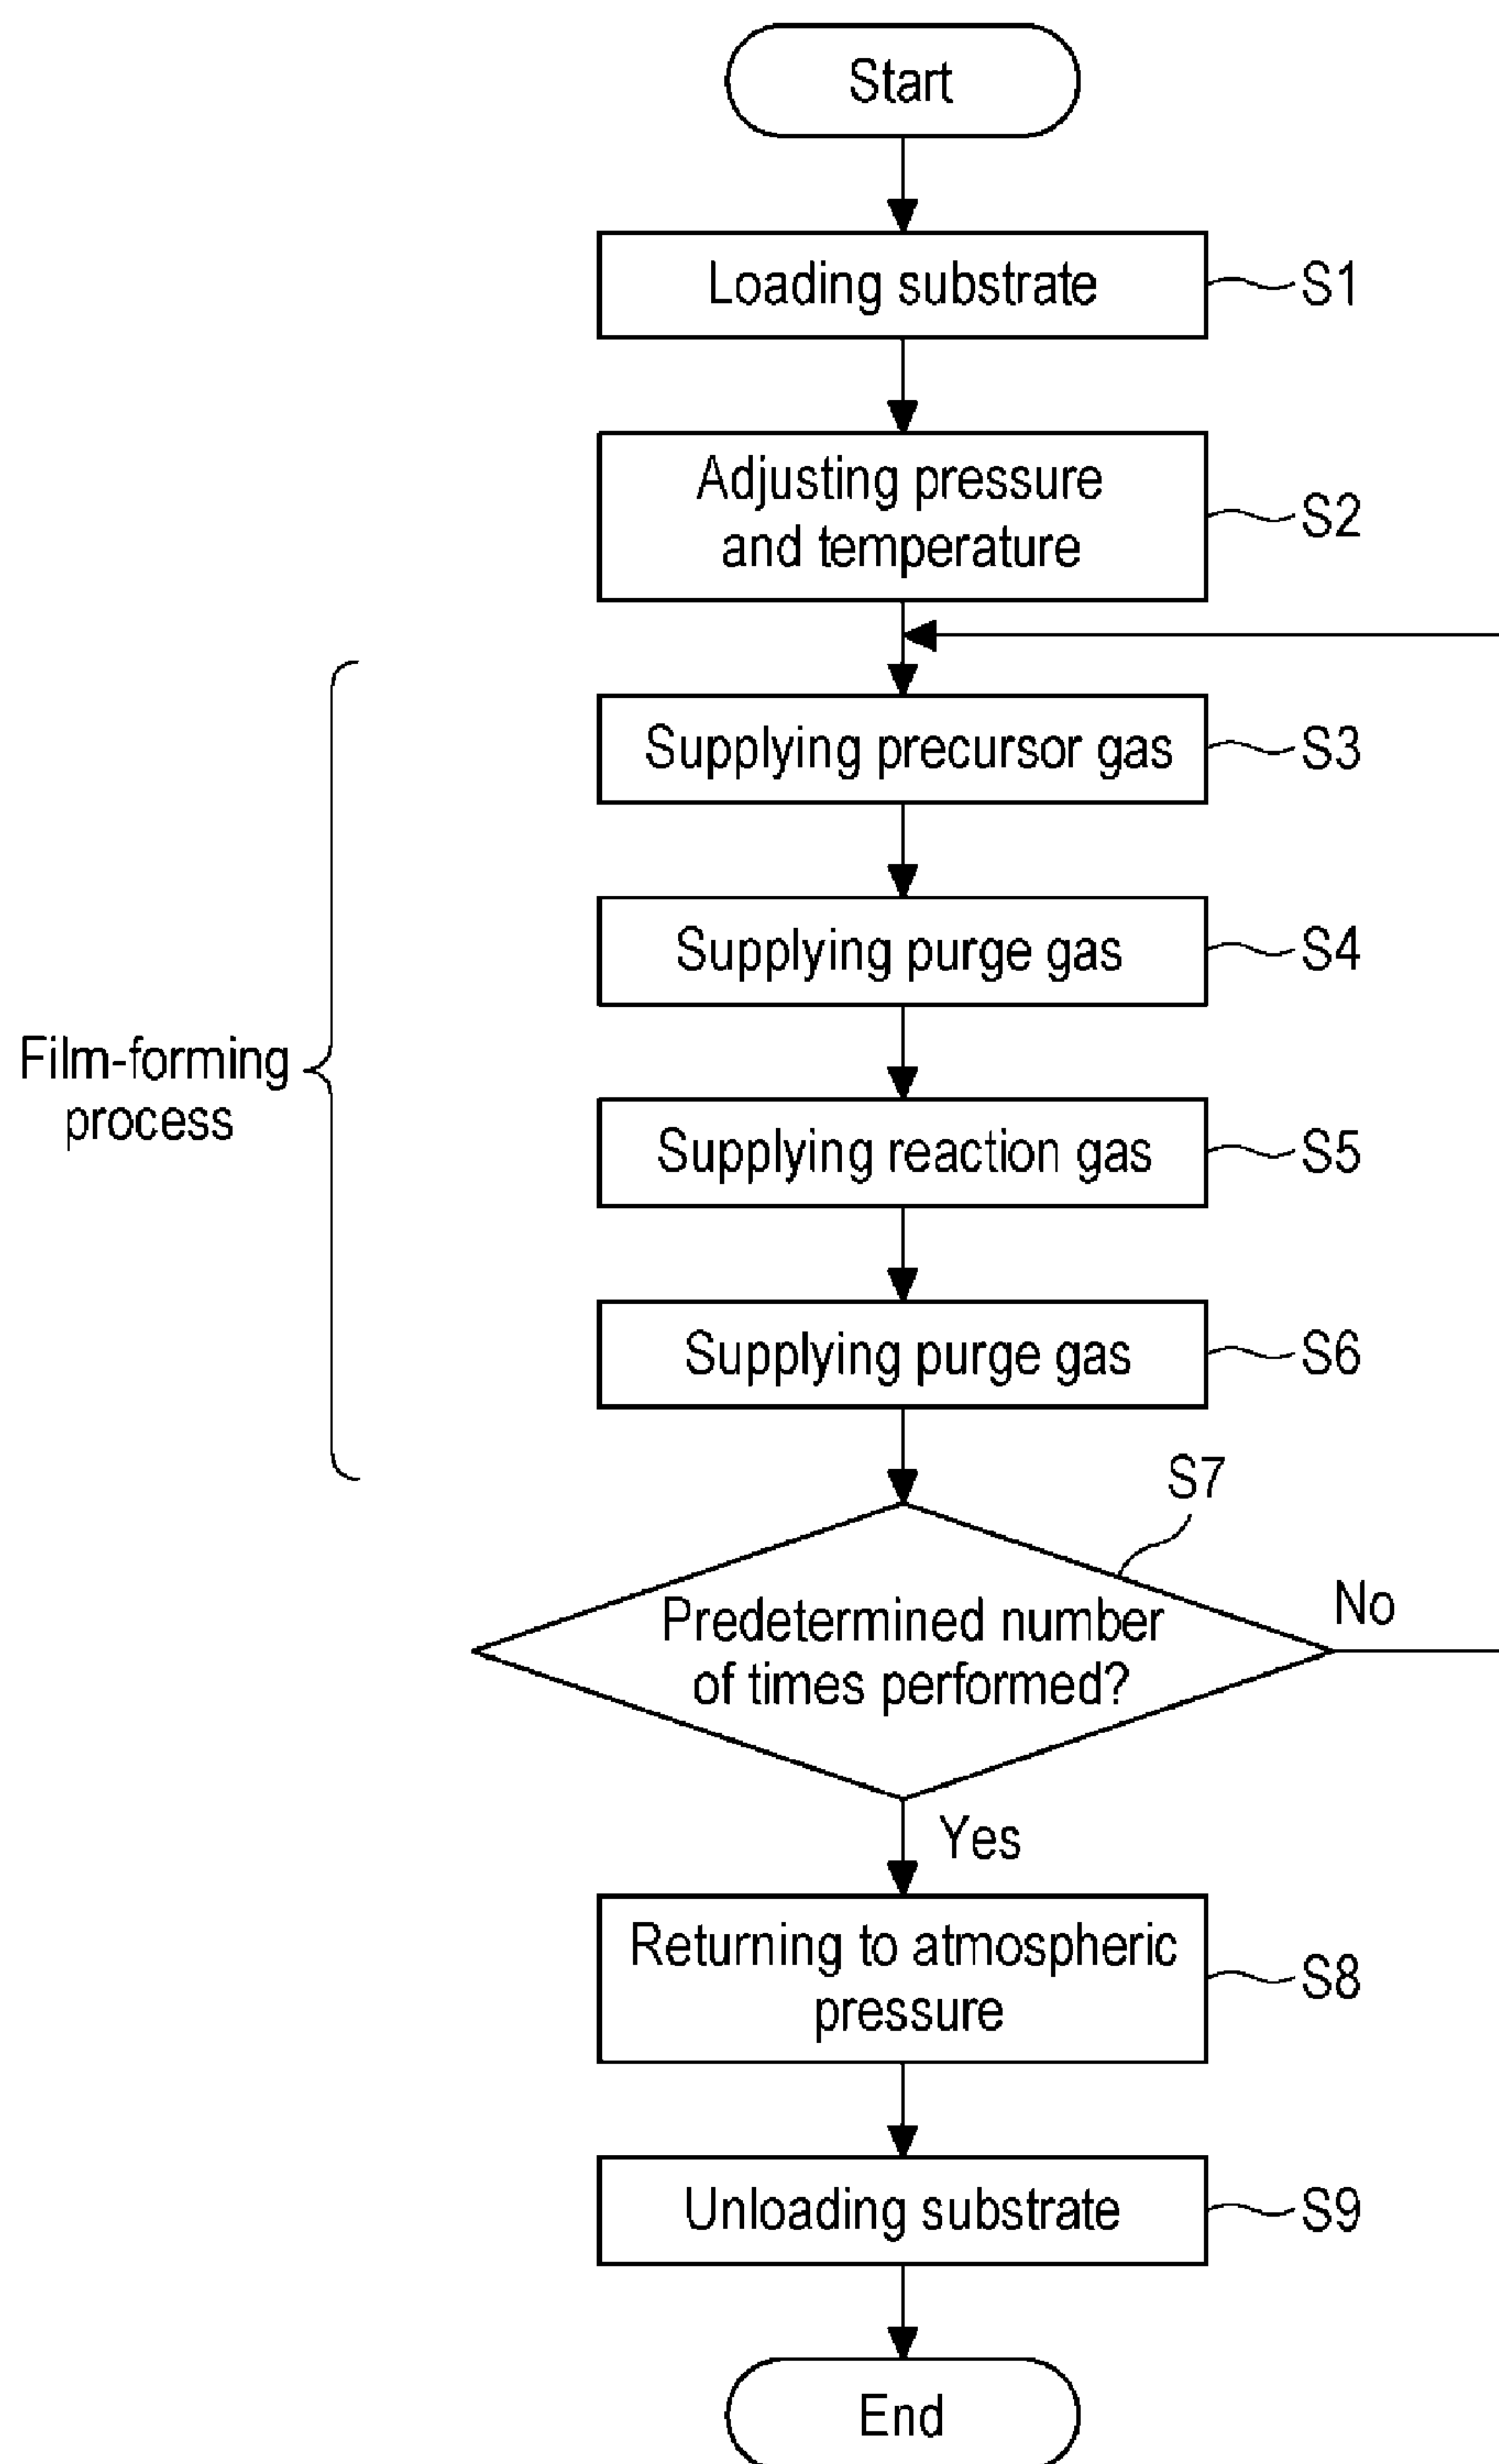 Start
Loading substrate
S1
Adjusting pressure
and temperature
S2
Supplying precursor gas
S3
Supplying purge gas
S4
Film-forming
process
Supplying reaction gas
S5
Supplying purge gas
S6
S7
Predetermined number
of times performed?
No
Yes
Returning to atmospheric
pressure
S8
Unloading substrate
S9
End